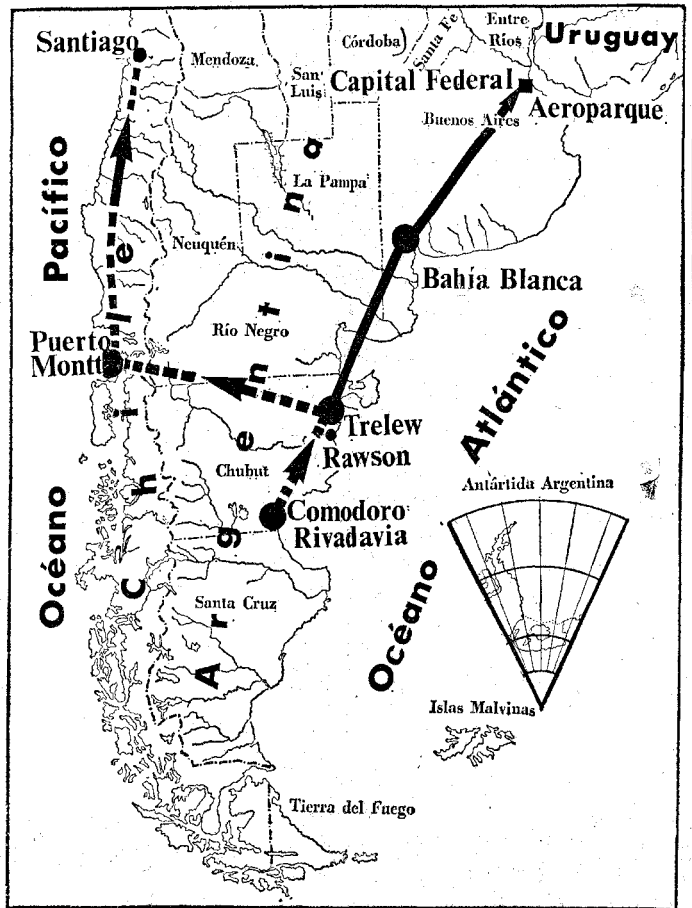 Santiago
Mendoza
San
Luis
Córdoba
Santa Fe
Entre
Ríos
Uruguay
Capital Federal
Aeroparque
Buenos Aires
La Pampa
Pacífico
Neuquén
Bahía Blanca
Río Negro
Puerto
Montt
Trelew
Rawson
Atlántico
Chubut
Antártida Argentina
Comodoro
Rivadavia
Océano
Chile
Argentina
Océano
Santa Cruz
Islas Malvinas
Tierra del Fuego